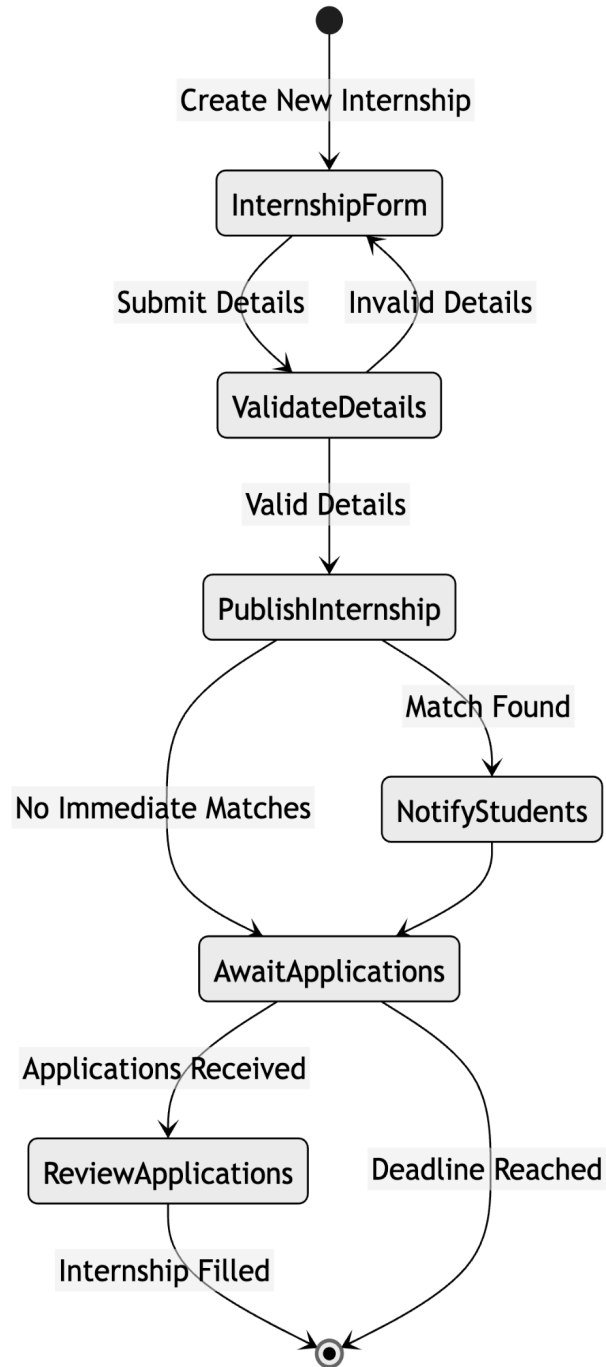 Create New Internship
InternshipForm
Submit Details
Invalid Details
ValidateDetails
Valid Details
PublishInternship
Match Found
No Immediate Matches
NotifyStudents
AwaitApplications
Applications Received
ReviewApplications
Deadline Reached
Internship Filled